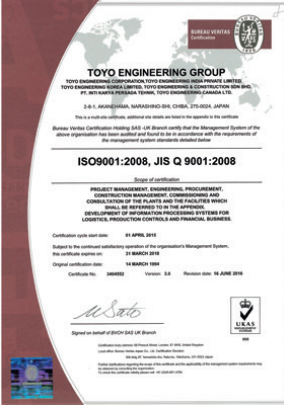 BUREAU VERITAS
Certification
TOYO ENGINEERING GROUP
TOYO ENGINEERING CORPORATION, TOYO ENGINEERING INDIA PRIVATE LIMITED.
TOYO ENGINEERING KOREA LIMITED, TOYO ENGINEERING & CONSTRUCTION SDN BHD.
PT. INTI KARYA PERSADA TEHNIK, TOYO ENGINEERING CANADA LTD.
2-8-1, AKANEHAMA, NARASHINO-SHI, CHIBA, 275-0024, JAPAN
This is a multi-site certificate, additional site details are listed in the appendix to this certificate
Bureau Veritas Certification Holding SAS -UK Branch certify that the Management System of the
above organisation has been audited and found to be in accordance with the requirements of
the management system standards detailed below
ISO9001:2008, JIS Q 9001:2008
Scope of certification
PROJECT MANAGEMENT, ENGINEERING, PROCUREMENT,
CONSTRUCTION MANAGEMENT, COMMISSIONING AND
CONSULTATION OF THE PLANTS AND THE FACILITIES WHICH
SHALL BE REFERRED TO IN THE APPENDIX.
DEVELOPMENT OF INFORMATION PROCESSING SYSTEMS FOR
LOGISTICS, PRODUCTION CONTROLS AND FINANCIAL BUSINESS.
Certification cycle start date: 01 APRIL 2015
Subject to the continued satisfactory operation of the organisation's Management System,
this certificate expires on: 31 MARCH 2018
Original certification date: 14 MARCH 1994
Certificate No. 3404552 Version: 3.0 Revision date: 16 JUNE 2016
Signed on behalf of BVCH SAS UK Branch
UKAS
MANAGEMENT
SYSTEMS
008